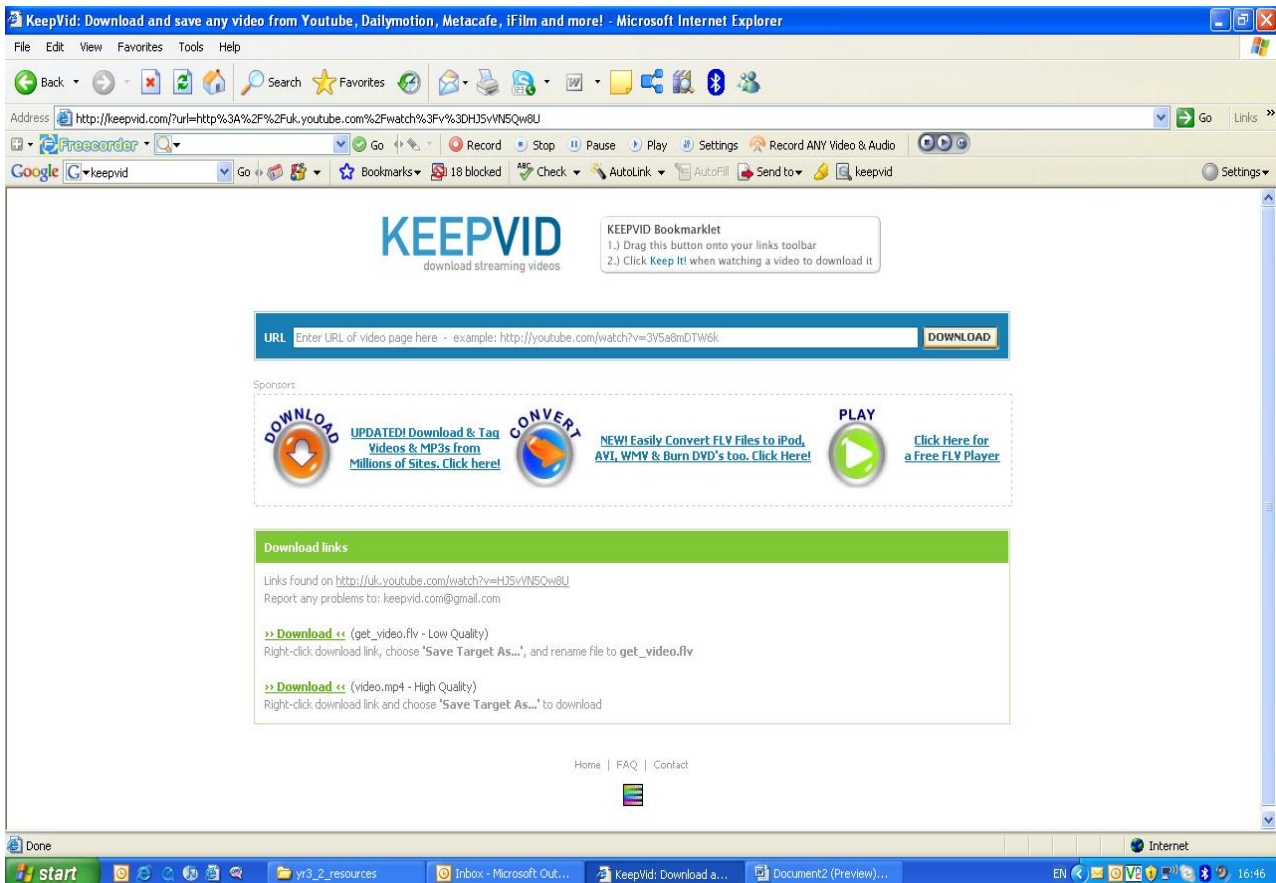 KeepVid: Download and save any video from Youtube, Dailymotion, Metacafe, iFilm and more! - Microsoft Internet Explorer
File Edit View Favorites Tools Help
Back Search Favorites
Address http://keepvid.com/?url=http%3A%2F%2Fuk.youtube.com%2Fwatch%3Fv%3DHJ5vVN5Qw8U Go Links »
Freecorder Go Record Stop Pause Play Settings Record ANY Video & Audio
Google G keepvid Go Bookmarks 18 blocked ABC Check AutoLink AutoFill Send to keepvid Settings
KEEPVID
download streaming videos
KEEPVID Bookmarklet
1.) Drag this button onto your links toolbar
2.) Click Keep It! when watching a video to download it
URL Enter URL of video page here - example: http://youtube.com/watch?v=3V5a8mDTW6k DOWNLOAD
Sponsors
DOWNLOAD
UPDATED! Download & Tag
Videos & MP3s from
Millions of Sites. Click here!
CONVERT
NEW! Easily Convert FLV Files to iPod,
AVI, WMV & Burn DVD's too. Click Here!
PLAY
Click Here for
a Free FLV Player
Download links
Links found on http://uk.youtube.com/watch?v=HJ5vVN5Qw8U
Report any problems to: keepvid.com@gmail.com
>> Download << (get_video.flv - Low Quality)
Right-click download link, choose 'Save Target As...', and rename file to get_video.flv
>> Download << (video.mp4 - High Quality)
Right-click download link and choose 'Save Target As...' to download
Home | FAQ | Contact
Done Internet
start yr3_2_resources Inbox - Microsoft Out... KeepVid: Download a... Document2 (Preview)... EN 16:46